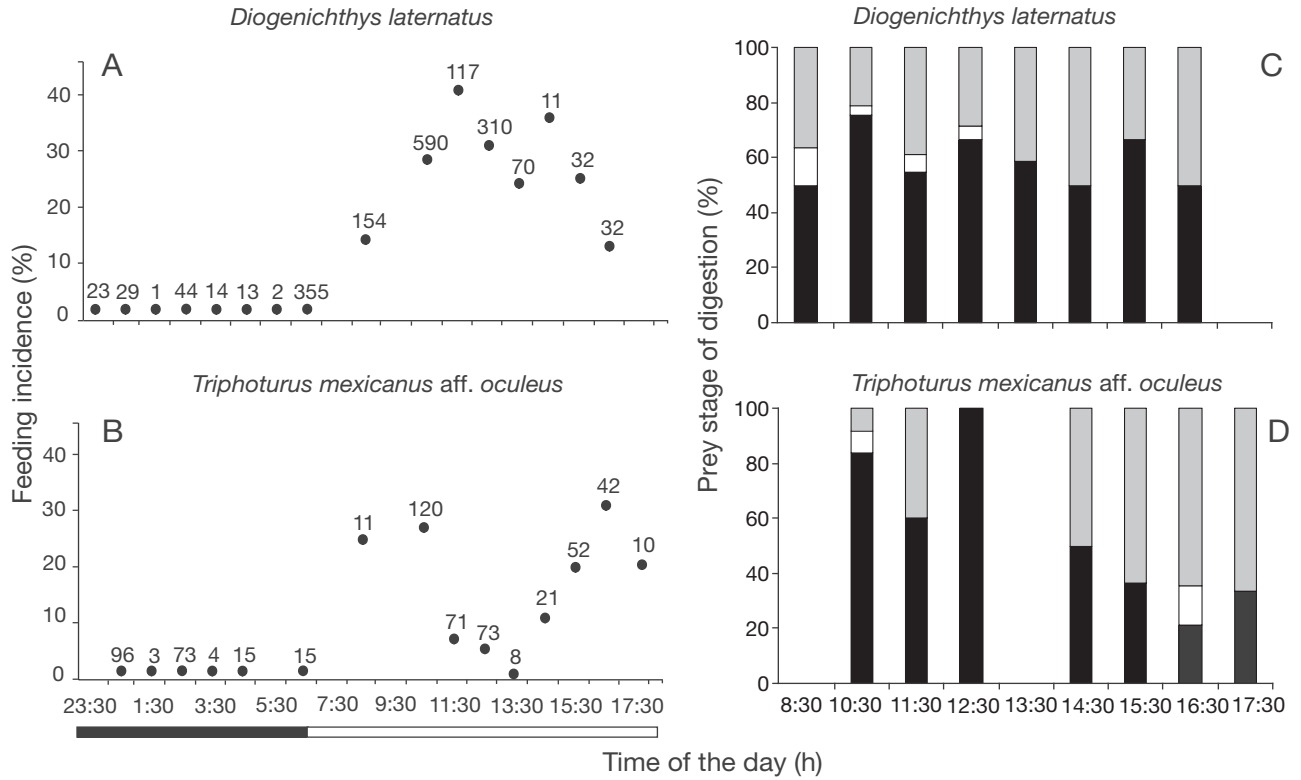 Diogenichthys laternatus
A
40
30
20
10
0
23 29 1 44 14 13 2 355
154
590
117
310
70
11
32
32
Triphoturus mexicanus aff. oculeus
B
40
30
20
10
0
96 3 73 4 15 15
11
120
71
73
8
21
52
42
10
23:30 1:30 3:30 5:30 7:30 9:30 11:30 13:30 15:30 17:30
Feeding incidence (%)
Diogenichthys laternatus
C
100
80
60
40
20
0
Triphoturus mexicanus aff. oculeus
D
100
80
60
40
20
0
8:30 10:30 11:30 12:30 13:30 14:30 15:30 16:30 17:30
Prey stage of digestion (%)
Time of the day (h)